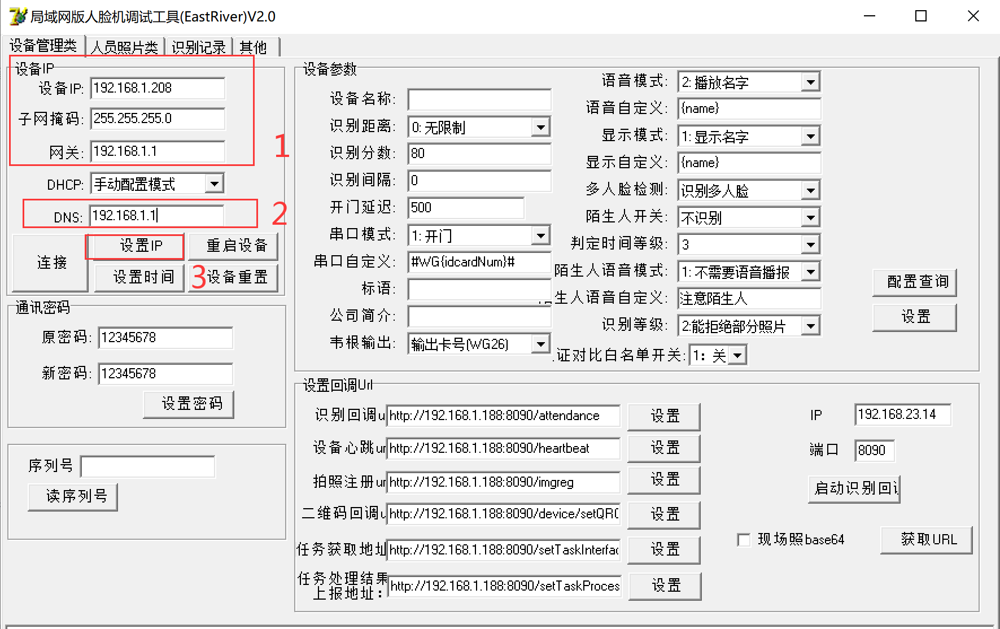 局域网版人脸机调试工具(EastRiver)V2.0
设备管理类 人员照片类 识别记录 其他
设备IP
设备IP: 192.168.1.208
子网掩码: 255.255.255.0
网关: 192.168.1.1
1
DHCP: 手动配置模式
DNS: 192.168.1.1
2
连接
设置IP 重启设备
设置时间 3 设备重置
通讯密码
原密码: 12345678
新密码: 12345678
设置密码
序列号
读序列号
设备参数
设备名称:
识别距离: 0: 无限制
识别分数: 80
识别间隔: 0
开门延迟: 500
串口模式: 1: 开门
串口自定义: #WG{idcardNum}#
标语:
公司简介:
韦根输出: 输出卡号(WG26)
语音模式: 2: 播放名字
语音自定义: {name}
显示模式: 1: 显示名字
显示自定义: {name}
多人脸检测: 识别多人脸
陌生人开关: 不识别
判定时间等级: 3
陌生人语音模式: 1: 不需要语音播报
生人语音自定义: 注意陌生人
识别等级: 2:能拒绝部分照片
证对比白名单开关: 1: 关
配置查询
设置
设置回调Url
识别回调u http://192.168.1.188:8090/attendance 设置
设备心跳ur http://192.168.1.188:8090/heartbeat 设置
拍照注册ur http://192.168.1.188:8090/imgreg 设置
二维码回调u http://192.168.1.188:8090/device/setQRC 设置
任务获取地址 http://192.168.1.188:8090/setTaskInterfac 设置
任务处理结果
上报地址: http://192.168.1.188:8090/setTaskProces 设置
IP 192.168.23.14
端口 8090
启动识别回调
现场照base64 获取URL